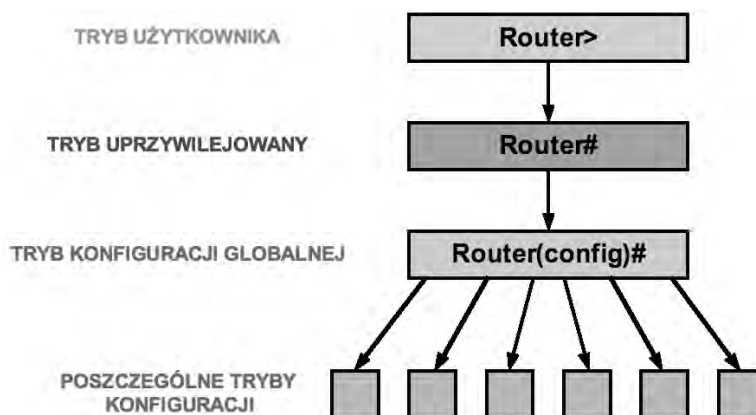 TRYB UŻYTKOWNIKA
Router>
TRYB UPRZYWILEJOWANY
Router#
TRYB KONFIGURACJI GLOBALNEJ
Router(config)#
POSZCZEGÓLNE TRYBY
KONFIGURACJI